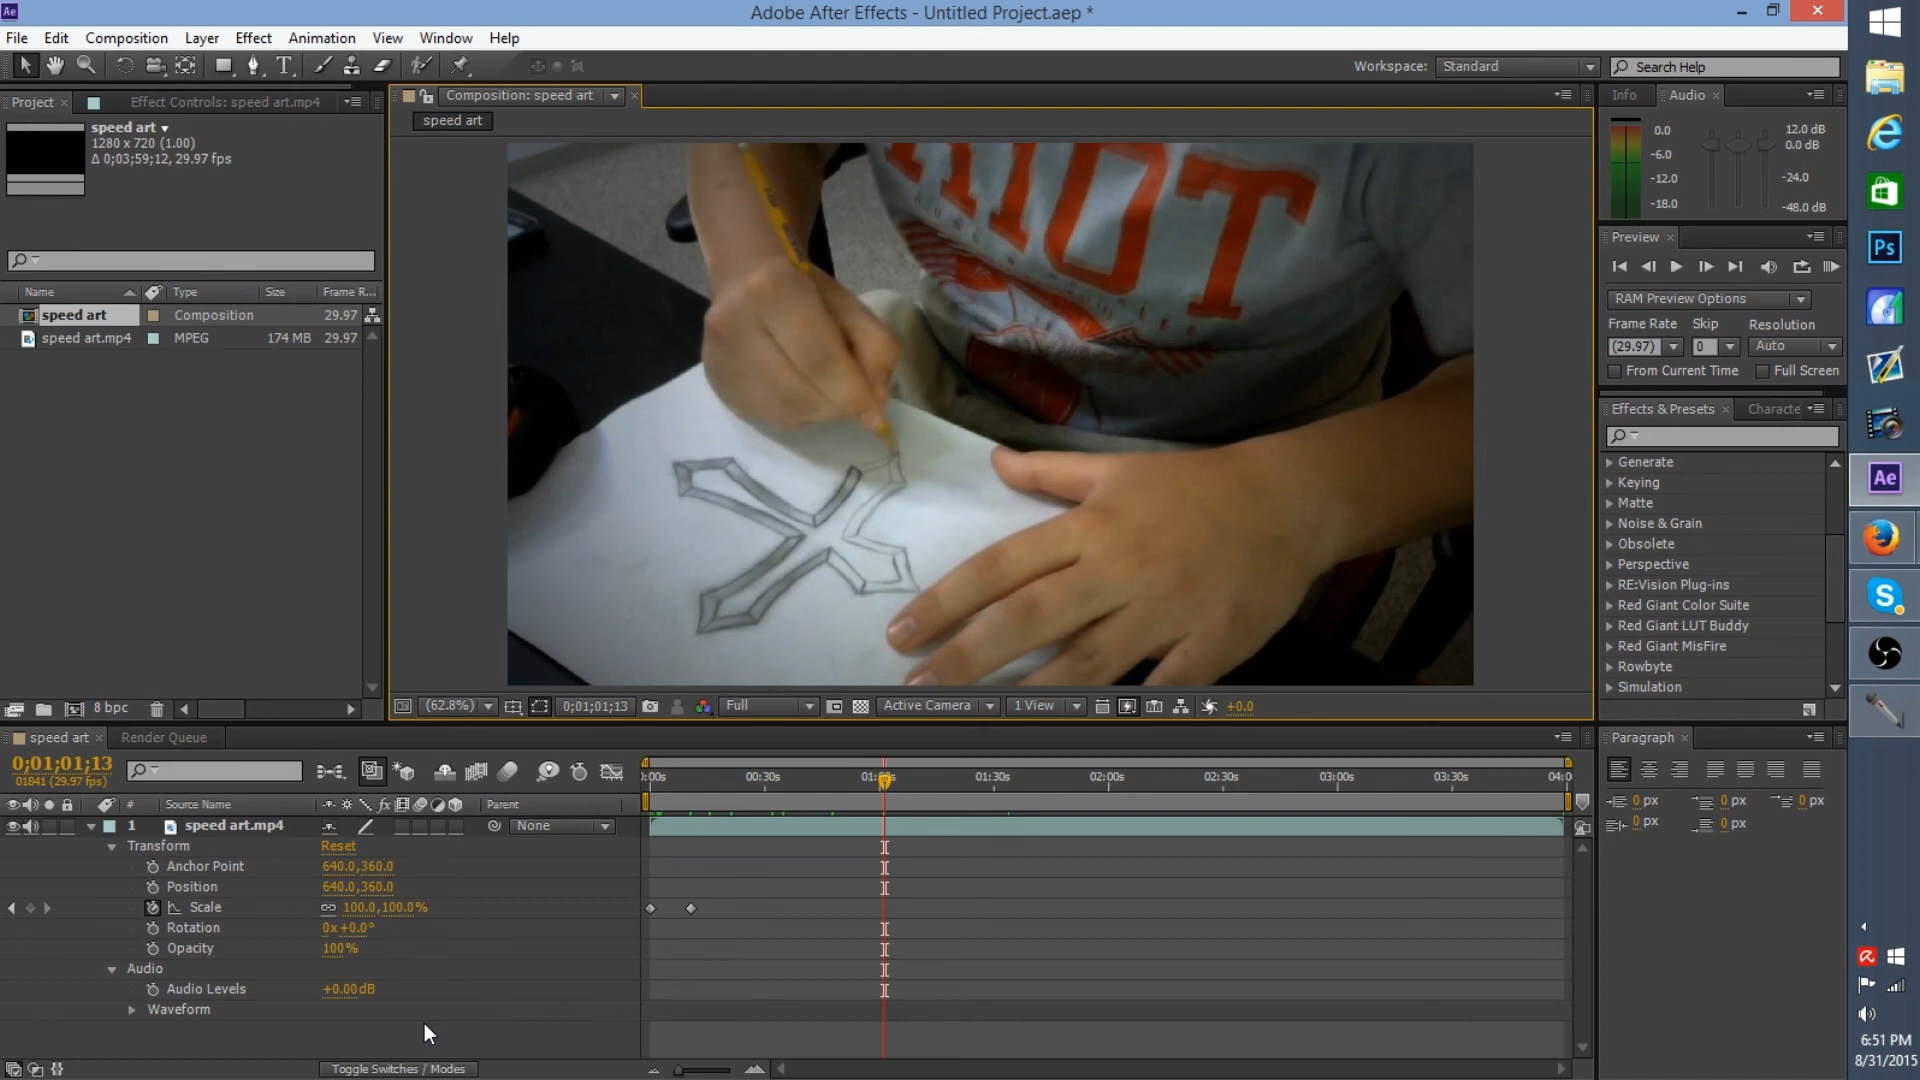 Ae
Adobe After Effects - Untitled Project.aep *
File Edit Composition Layer Effect Animation View Window Help
T
Workspace: Standard
Search Help
Project Effect Controls: speed art.mp4
Composition: speed art
Info Audio
speed art
speed art
1280 x 720 (1.00)
Δ 0;03;59;12, 29.97 fps
0.0
-6.0
-12.0
-18.0
12.0 dB
0.0 dB
-24.0
-48.0 dB
Preview
RAM Preview Options
Frame Rate Skip Resolution
(29.97) 0 Auto
From Current Time Full Screen
Name Type Size Frame R...
speed art Composition 29.97
speed art.mp4 MPEG 174 MB 29.97
Effects & Presets Characte
Generate
Keying
Matte
Noise & Grain
Obsolete
Perspective
RE:Vision Plug-ins
Red Giant Color Suite
Red Giant LUT Buddy
Red Giant MisFire
Rowbyte
Simulation
8 bpc
(62.8%) 0;01;01;13 Full Active Camera 1 View +0.0
speed art Render Queue
0;01;01;13
01841 (29.97 fps)
):00s 00:30s 01:00s 01:30s 02:00s 02:30s 03:00s 03:30s 04:0
# Source Name fx Parent
1 speed art.mp4 None
Transform Reset
Anchor Point 640.0,360.0
Position 640.0,360.0
Scale 100.0,100.0%
Rotation 0x+0.0°
Opacity 100%
Audio
Audio Levels +0.00dB
Waveform
Toggle Switches / Modes
Paragraph
0 px 0 px 0 px
0 px 0 px
Ps
Ae
S
6:51 PM
8/31/2015